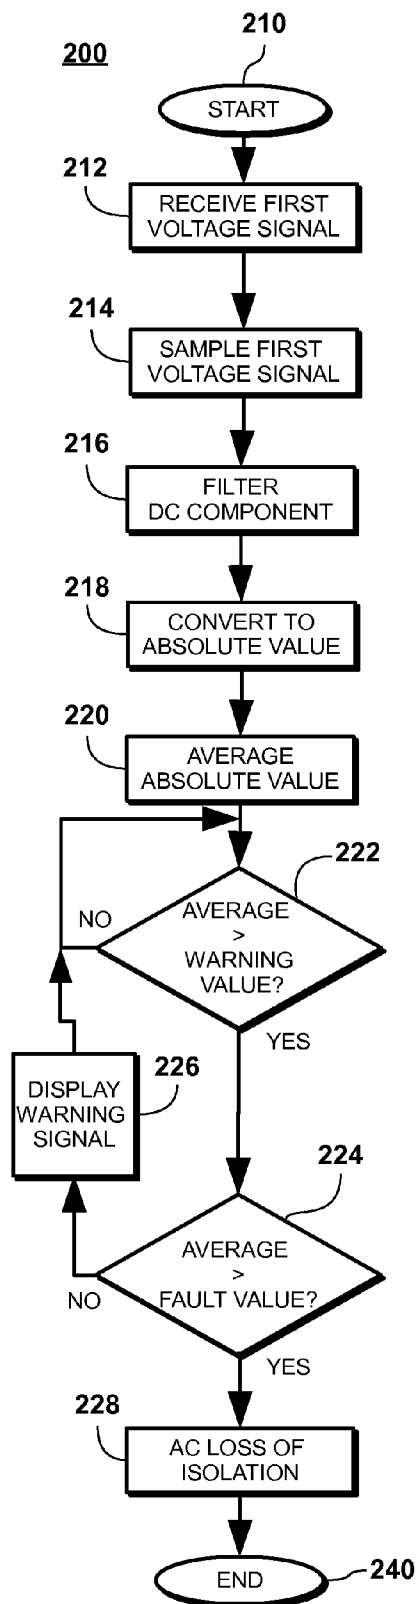 210
200
START
212
RECEIVE FIRST
VOLTAGE SIGNAL
214
SAMPLE FIRST
VOLTAGE SIGNAL
216
FILTER
DC COMPONENT
218
CONVERT TO
ABSOLUTE VALUE
220
AVERAGE
ABSOLUTE VALUE
222
NO
AVERAGE
>
WARNING
VALUE?
YES
226
DISPLAY
WARNING
SIGNAL
224
AVERAGE
>
FAULT VALUE?
NO
YES
228
AC LOSS OF
ISOLATION
END
240